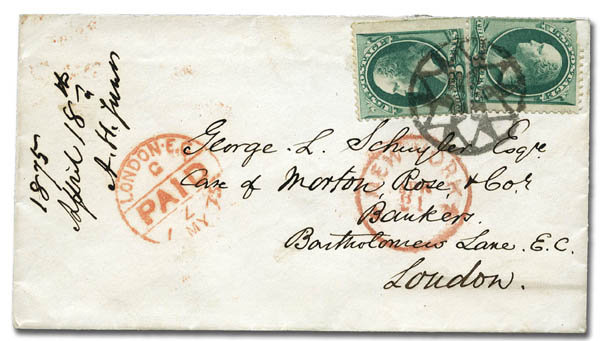 1875
April 18th
A. H.
LONDON·E.C
C
PAID
MY 75
NEW YORK
George L. Schuyler Esqre
Care of Morton, Rose, & Co.
Bankers.
Bartholomew Lane. E.C.
London.